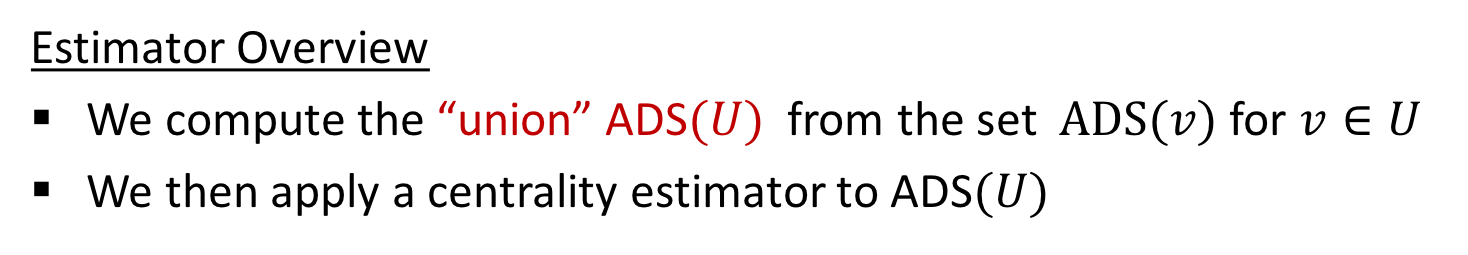 Estimator Overview
▪ We compute the “union” ADS(𝑈) from the set ADS(𝑣) for 𝑣 ∈ 𝑈
▪ We then apply a centrality estimator to ADS(𝑈)